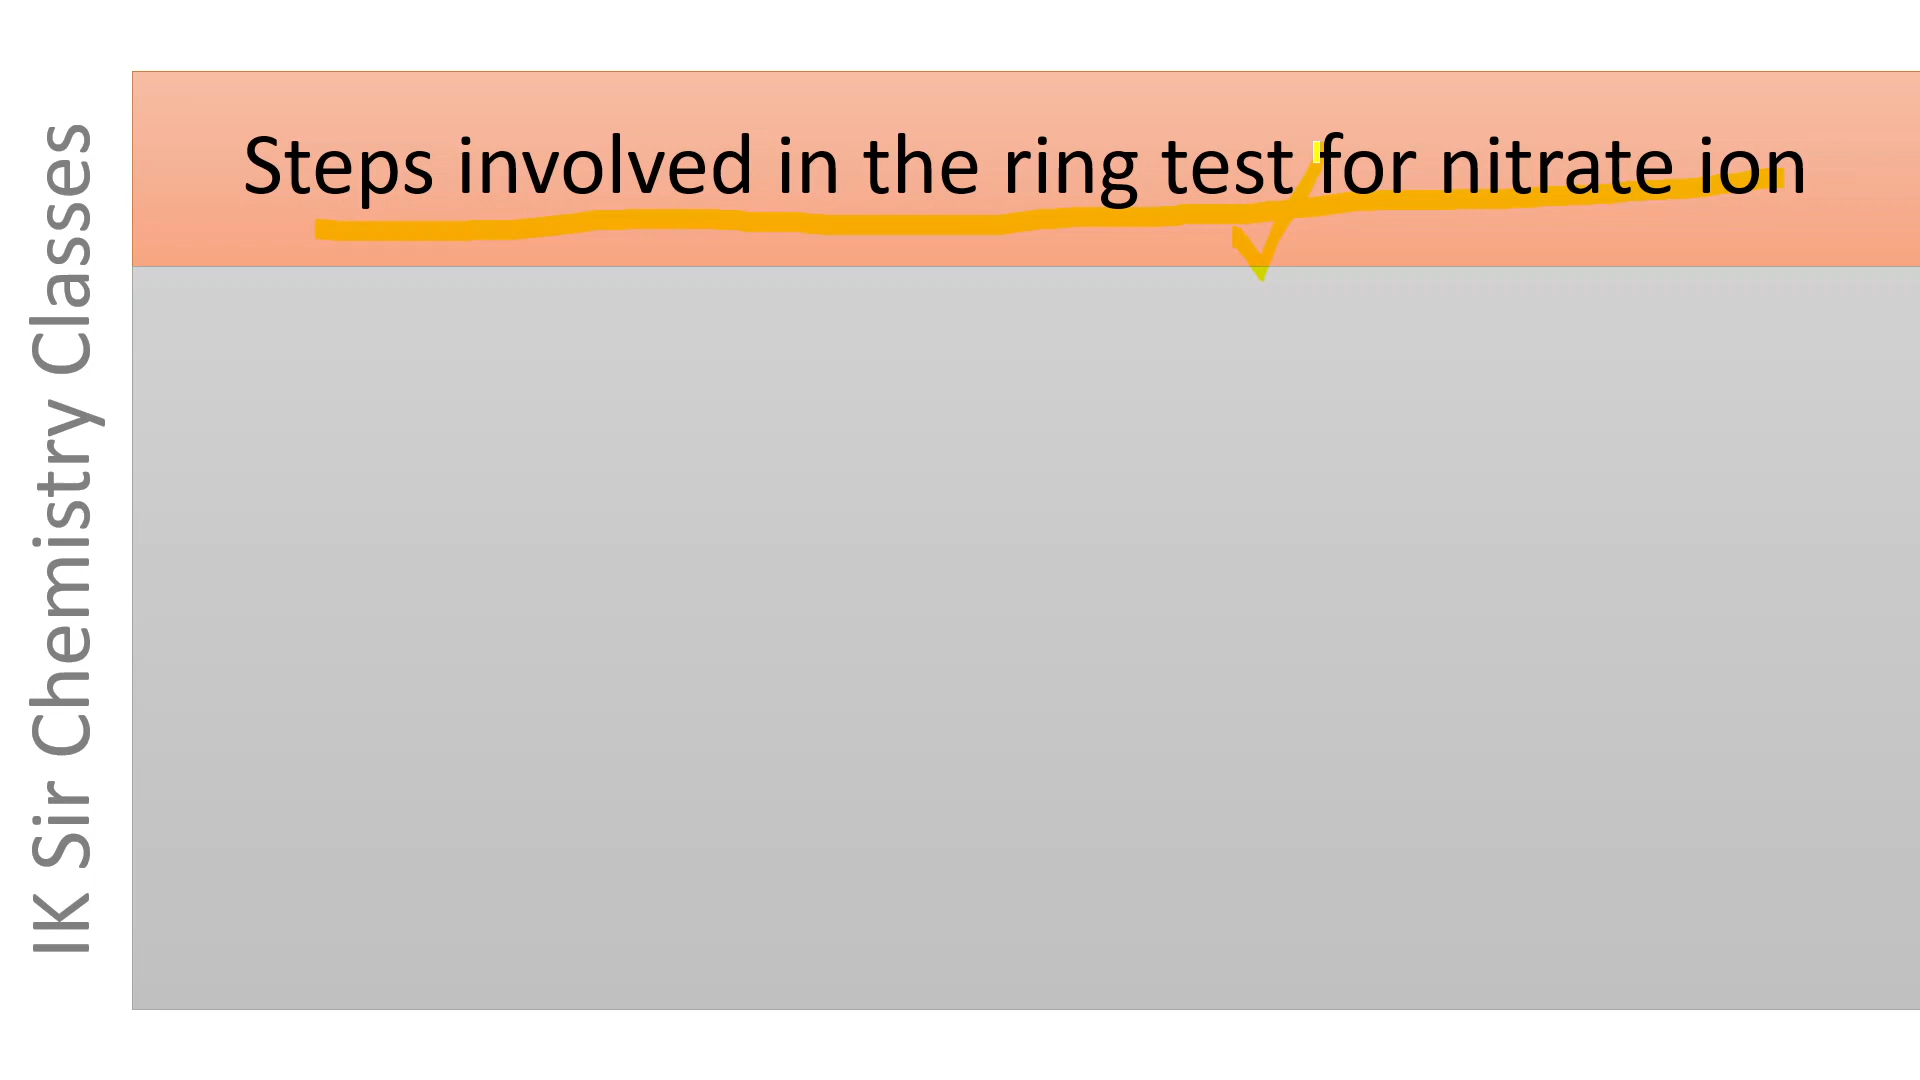 Steps involved in the ring test for nitrate ion
IK Sir Chemistry Classes